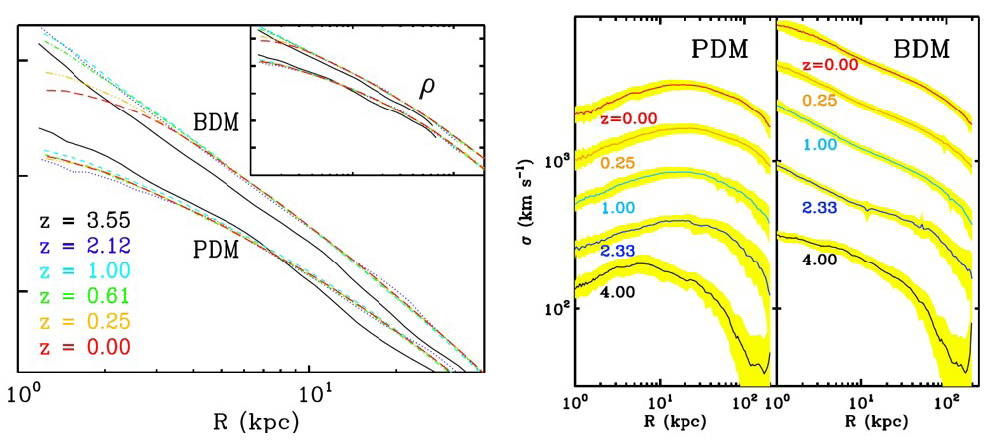 ρ
BDM
PDM
z = 3.55
z = 2.12
z = 1.00
z = 0.61
z = 0.25
z = 0.00
10⁰
10¹
R (kpc)
PDM
BDM
z=0.00
0.25
1.00
2.33
4.00
z=0.00
0.25
1.00
2.33
4.00
10³
10²
σ (km s⁻¹)
10⁰
10¹
10²
10⁰
10¹
10²
R (kpc)
R (kpc)